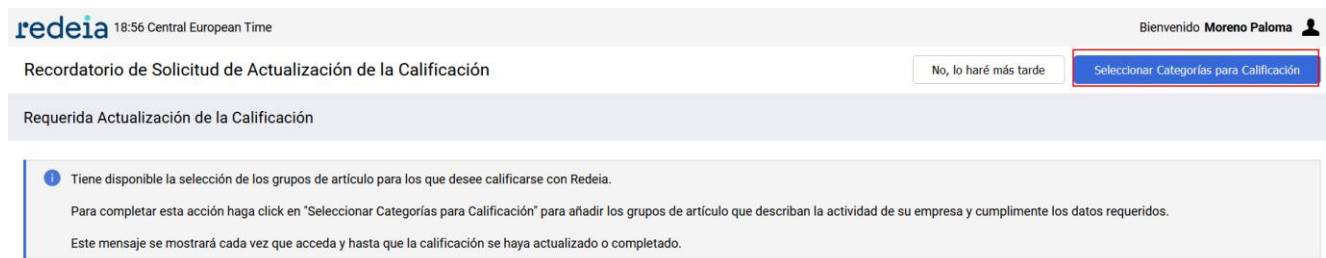 redeia 18:56 Central European Time Bienvenido Moreno Paloma
Recordatorio de Solicitud de Actualización de la Calificación No, lo haré más tarde Seleccionar Categorías para Calificación
Requerida Actualización de la Calificación
Tiene disponible la selección de los grupos de artículo para los que desee calificarse con Redeia.
Para completar esta acción haga click en "Seleccionar Categorías para Calificación" para añadir los grupos de artículo que describan la actividad de su empresa y cumplimente los datos requeridos.
Este mensaje se mostrará cada vez que acceda y hasta que la calificación se haya actualizado o completado.